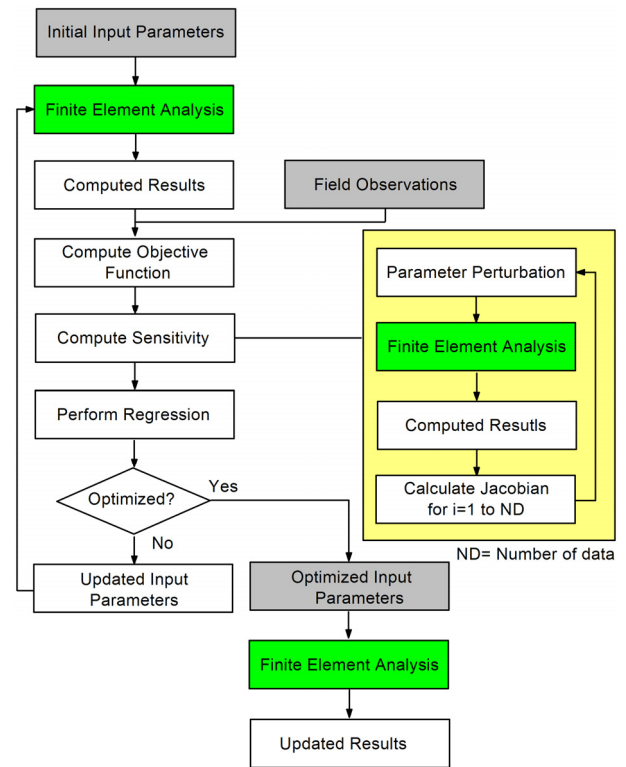 Initial Input Parameters
Finite Element Analysis
Computed Results
Field Observations
Compute Objective
Function
Compute Sensitivity
Perform Regression
Optimized?
Yes
No
Updated Input
Parameters
Parameter Perturbation
Finite Element Analysis
Computed Resutls
Calculate Jacobian
for i=1 to ND
ND= Number of data
Optimized Input
Parameters
Finite Element Analysis
Updated Results